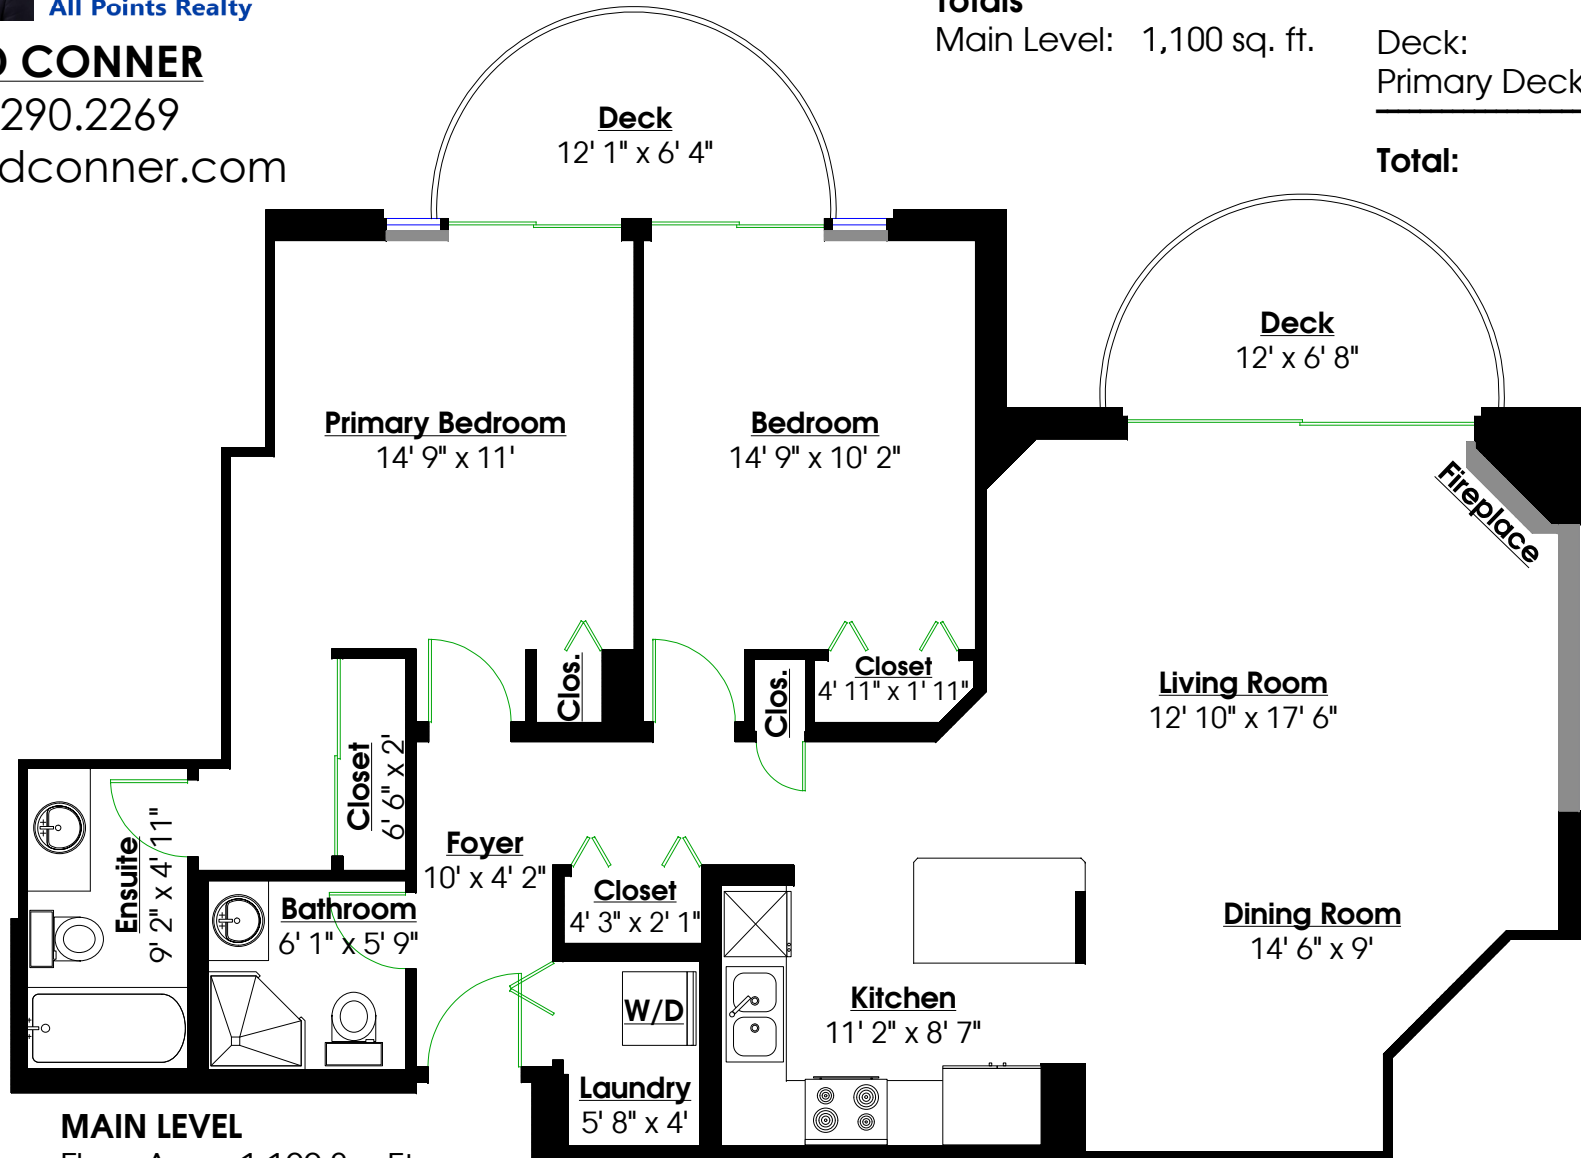 All Points Realty
CONNER
290.2269
dconner.com
Totals
Main Level: 1,100 sq. ft.
Deck:
Primary Deck
Total:
Deck
12' 1" x 6' 4"
Deck
12' x 6' 8"
Primary Bedroom
14' 9" x 11'
Bedroom
14' 9" x 10' 2"
Fireplace
Clos.
Clos.
Closet
4' 11" x 1' 11"
Living Room
12' 10" x 17' 6"
Closet
6' 6" x 2'
Foyer
10' x 4' 2"
Ensuite
9' 2" x 4' 11"
Bathroom
6' 1" x 5' 9"
Closet
4' 3" x 2' 1"
Dining Room
14' 6" x 9'
W/D
Kitchen
11' 2" x 8' 7"
Laundry
5' 8" x 4'
MAIN LEVEL